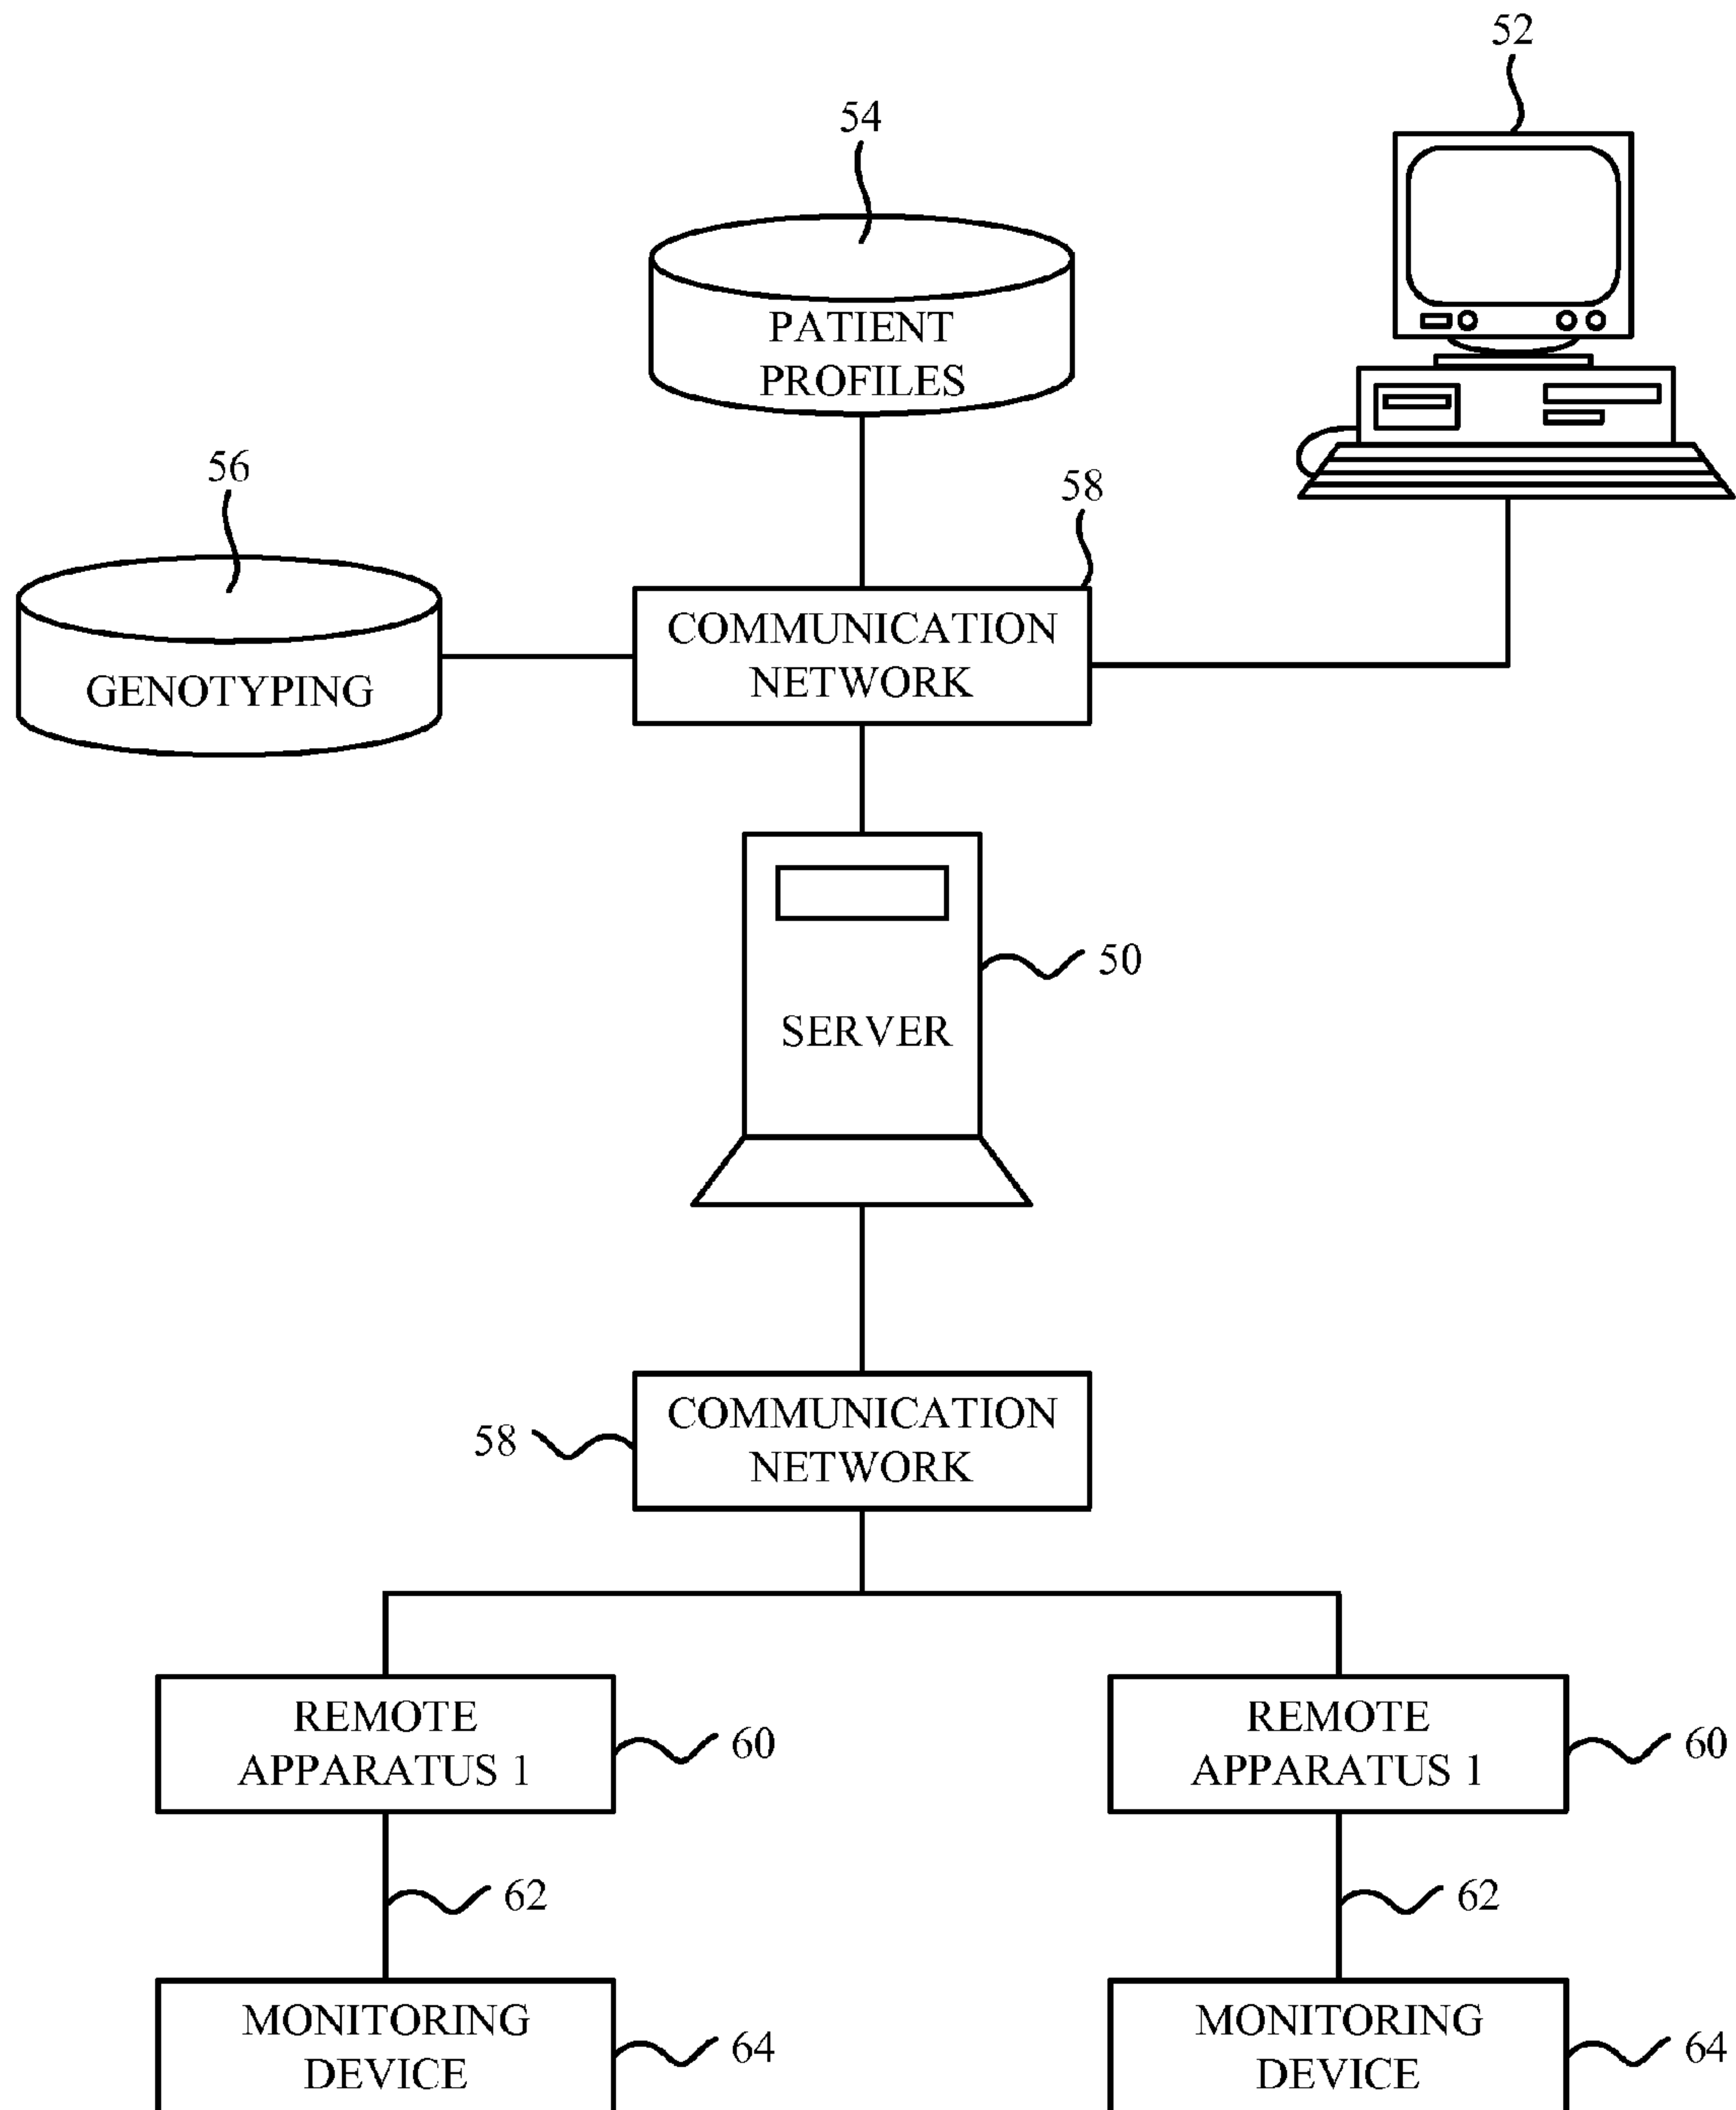 52
54
PATIENT
PROFILES
56
58
GENOTYPING
COMMUNICATION
NETWORK
50
SERVER
COMMUNICATION
NETWORK
58
REMOTE
APPARATUS 1
60
REMOTE
APPARATUS 1
60
62
62
MONITORING
DEVICE
64
MONITORING
DEVICE
64